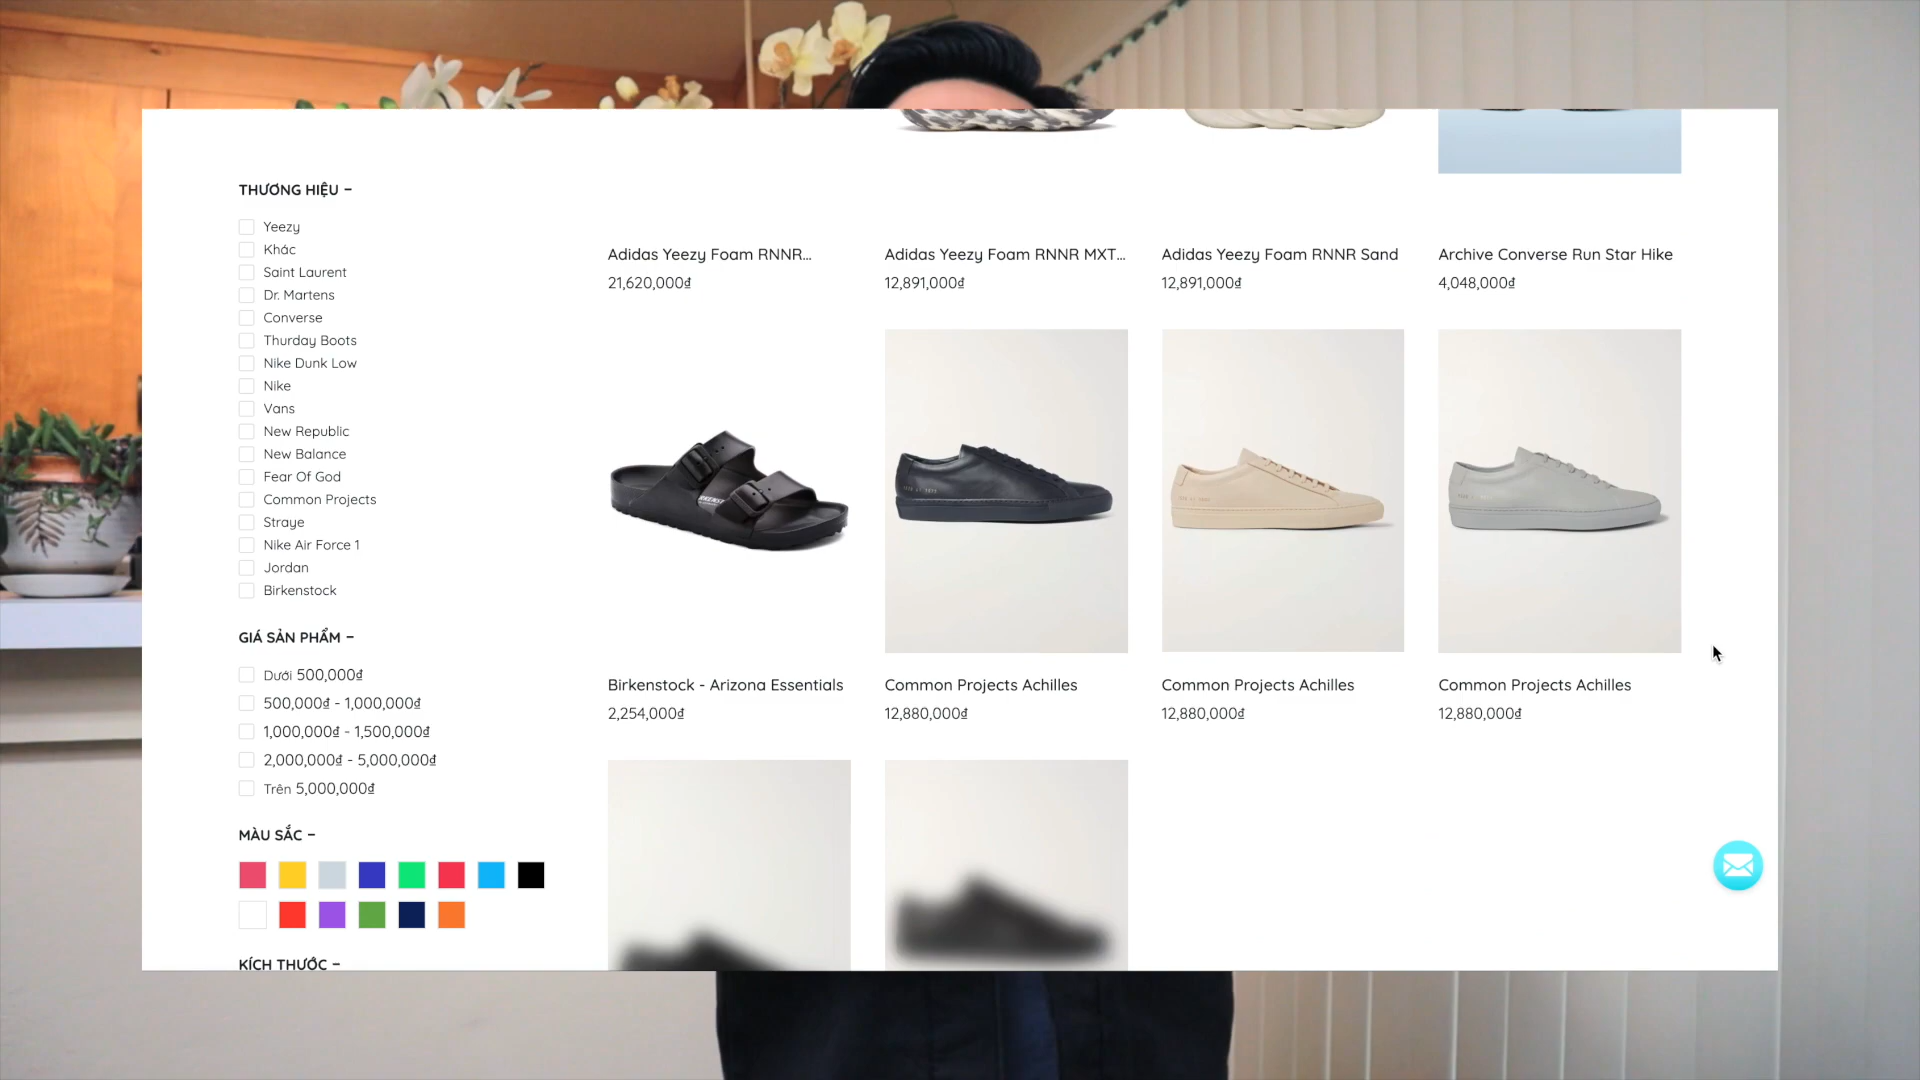 THƯƠNG HIỆU −
Yeezy
Khác
Saint Laurent
Dr. Martens
Converse
Thurday Boots
Nike Dunk Low
Nike
Vans
New Republic
New Balance
Fear Of God
Common Projects
Straye
Nike Air Force 1
Jordan
Birkenstock
GIÁ SẢN PHẨM −
Dưới 500,000₫
500,000₫ - 1,000,000₫
1,000,000₫ - 1,500,000₫
2,000,000₫ - 5,000,000₫
Trên 5,000,000₫
MÀU SẮC −
KÍCH THƯỚC −
Adidas Yeezy Foam RNNR...
21,620,000₫
Adidas Yeezy Foam RNNR MXT...
12,891,000₫
Adidas Yeezy Foam RNNR Sand
12,891,000₫
Archive Converse Run Star Hike
4,048,000₫
Birkenstock - Arizona Essentials
2,254,000₫
Common Projects Achilles
12,880,000₫
Common Projects Achilles
12,880,000₫
Common Projects Achilles
12,880,000₫